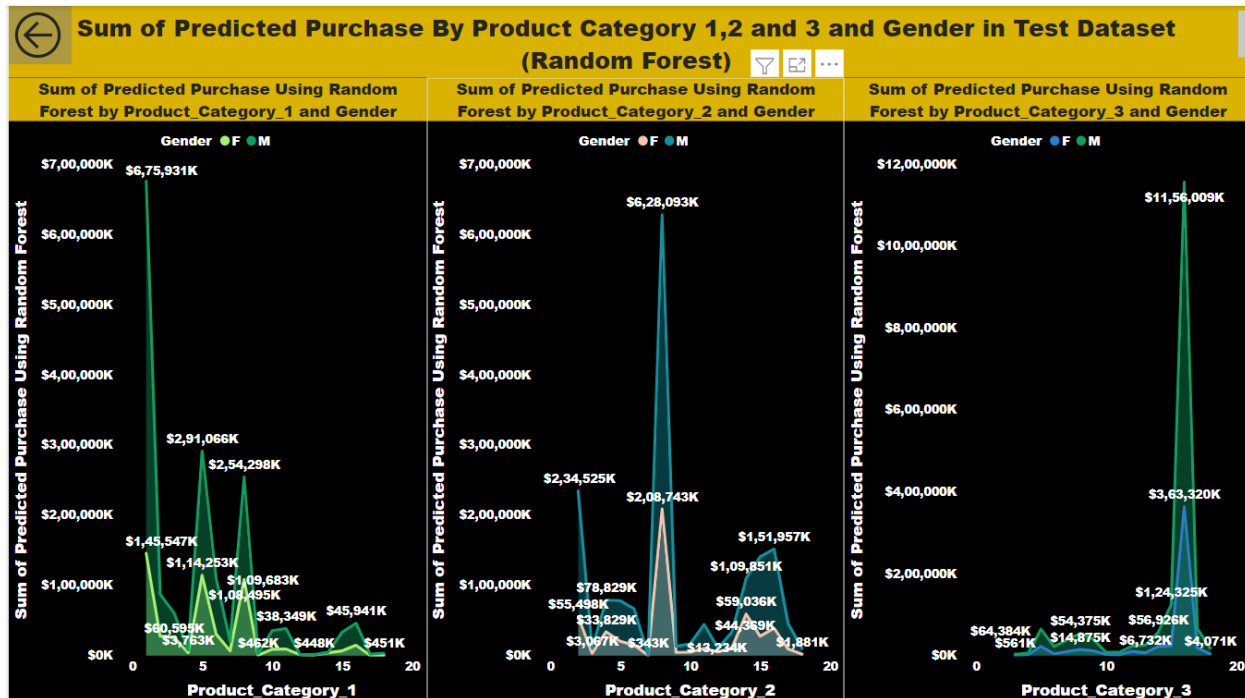 Sum of Predicted Purchase By Product Category 1,2 and 3 and Gender in Test Dataset
(Random Forest)
Sum of Predicted Purchase Using Random
Forest by Product_Category_1 and Gender
Gender F M
Sum of Predicted Purchase Using Random Forest
$7,00,000K
$6,00,000K
$5,00,000K
$4,00,000K
$3,00,000K
$2,00,000K
$1,00,000K
$0K
$6,75,931K
$2,91,066K
$2,54,298K
$1,45,547K
$1,14,253K
$1,09,683K
$1,08,495K
$60,595K
$3,763K
$462K
$38,349K
$448K
$45,941K
$451K
0 5 10 15 20
Product_Category_1
Sum of Predicted Purchase Using Random
Forest by Product_Category_2 and Gender
Gender F M
Sum of Predicted Purchase Using Random Forest
$7,00,000K
$6,00,000K
$5,00,000K
$4,00,000K
$3,00,000K
$2,00,000K
$1,00,000K
$0K
$6,28,093K
$2,34,525K
$2,08,743K
$1,51,957K
$1,09,851K
$78,829K
$55,498K
$33,829K
$59,036K
$44,369K
$3,067K
$343K
$13,234K
$1,881K
0 5 10 15 20
Product_Category_2
Sum of Predicted Purchase Using Random
Forest by Product_Category_3 and Gender
Gender F M
Sum of Predicted Purchase Using Random Forest
$12,00,000K
$10,00,000K
$8,00,000K
$6,00,000K
$4,00,000K
$2,00,000K
$0K
$11,56,009K
$3,63,320K
$1,24,325K
$64,384K
$54,375K
$56,926K
$561K
$14,875K
$6,732K
$4,071K
0 10 20
Product_Category_3